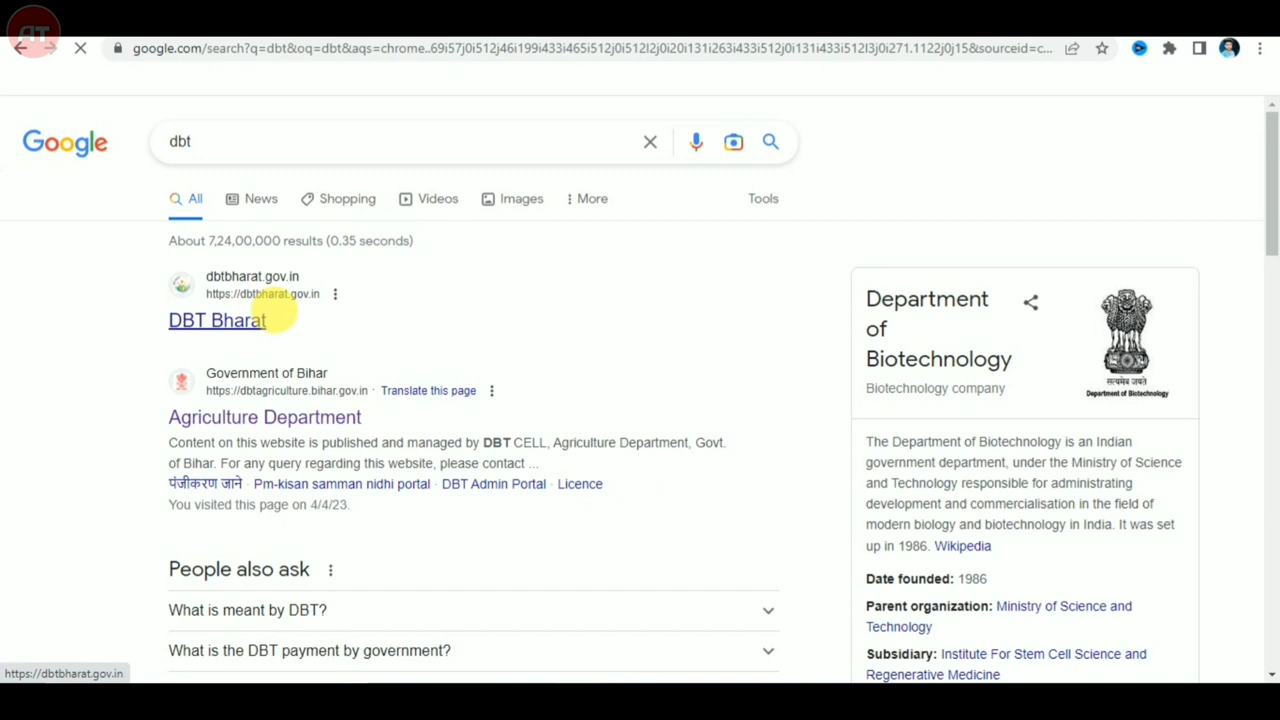 AT
google.com/search?q=dbt&oq=dbt&aqs=chrome..69i57j0i512j46i199i433i465i512j0i512l2j0i20i131i263i433i512j0i131i433i512l3j0i271.1122j0j15&sourceid=c...
Google
dbt
All News Shopping Videos Images More Tools
About 7,24,00,000 results (0.35 seconds)
dbtbharat.gov.in
https://dbtbharat.gov.in
DBT Bharat
Government of Bihar
https://dbtagriculture.bihar.gov.in · Translate this page
Agriculture Department
Content on this website is published and managed by DBT CELL, Agriculture Department, Govt.
of Bihar. For any query regarding this website, please contact ...
पंजीकरण जाने · Pm-kisan samman nidhi portal · DBT Admin Portal · Licence
You visited this page on 4/4/23.
People also ask
What is meant by DBT?
What is the DBT payment by government?
Department
of
Biotechnology
Biotechnology company
सत्यमेव जयते
Department of Biotechnology
The Department of Biotechnology is an Indian
government department, under the Ministry of Science
and Technology responsible for administrating
development and commercialisation in the field of
modern biology and biotechnology in India. It was set
up in 1986. Wikipedia
Date founded: 1986
Parent organization: Ministry of Science and
Technology
Subsidiary: Institute For Stem Cell Science and
Regenerative Medicine
https://dbtbharat.gov.in